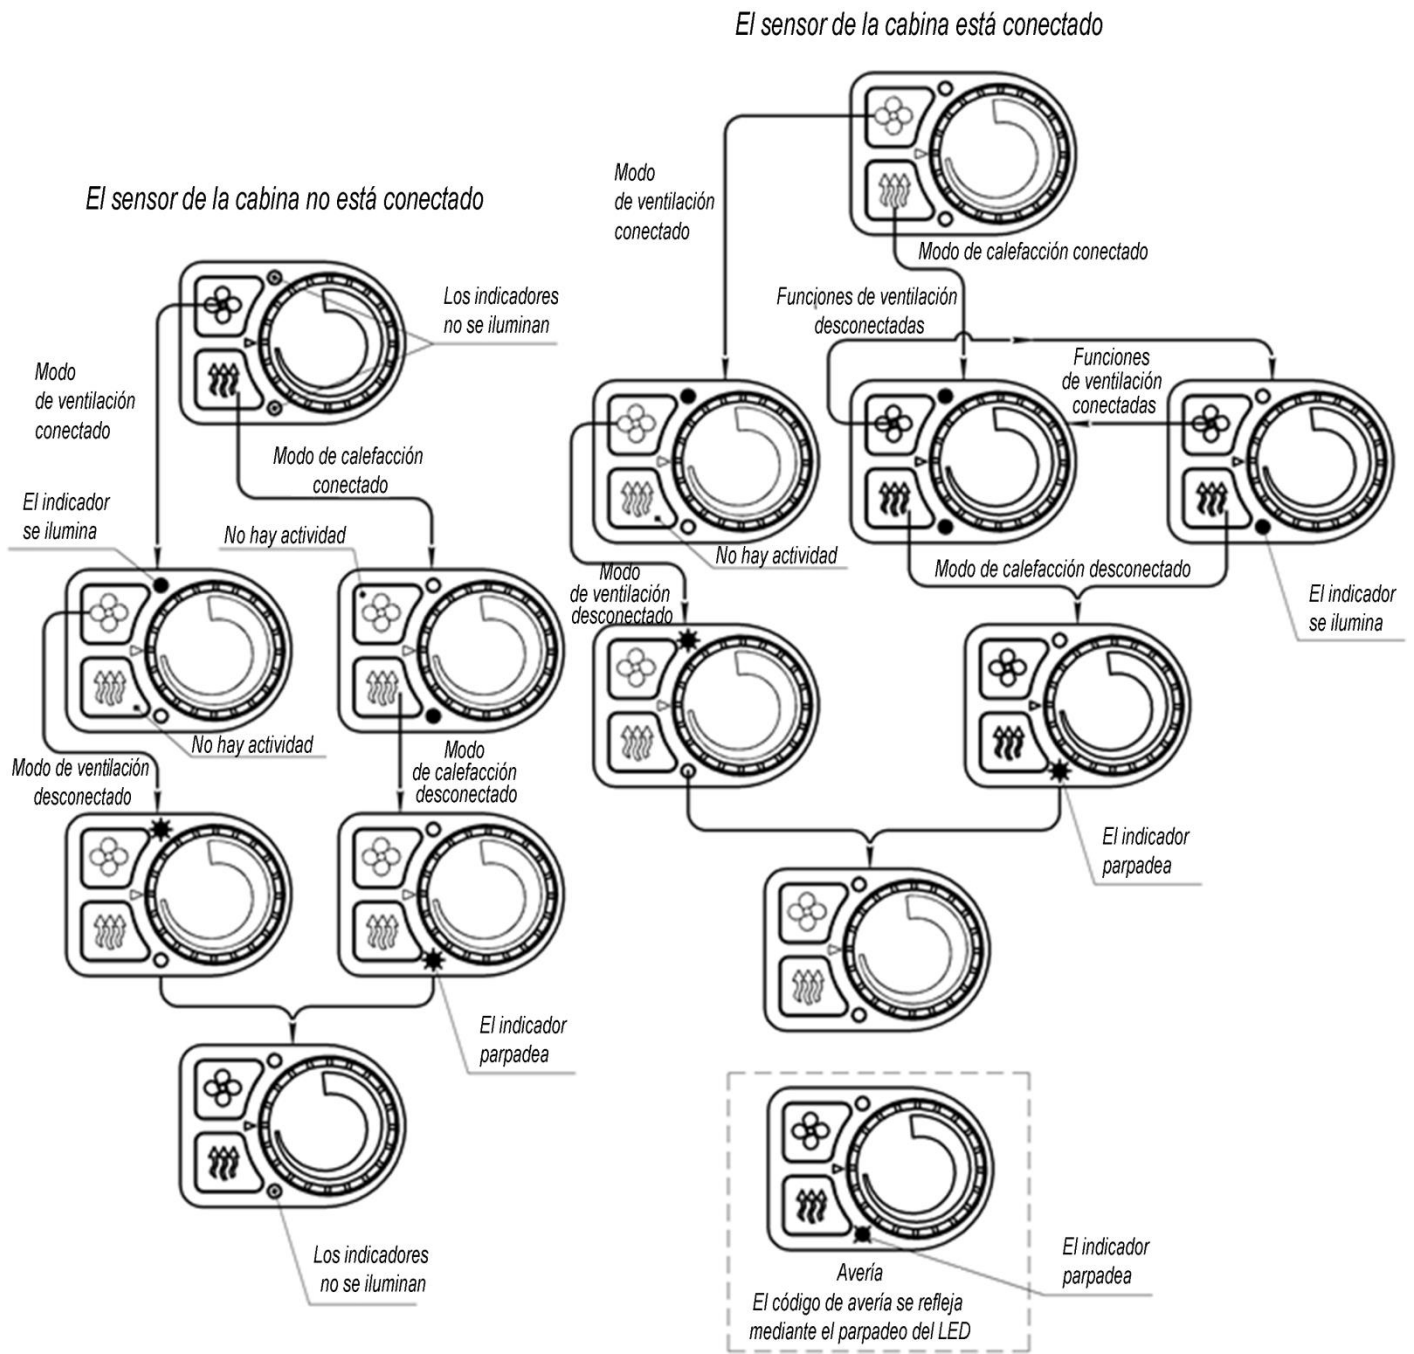 El sensor de la cabina está conectado
El sensor de la cabina no está conectado
Los indicadores
no se iluminan
Modo
de ventilación
conectado
Modo de calefacción
conectado
El indicador
se ilumina
No hay actividad
No hay actividad
Modo de ventilación
desconectado
Modo
de calefacción
desconectado
El indicador
parpadea
Los indicadores
no se iluminan
Modo
de ventilación
conectado
Modo de calefacción conectado
Funciones de ventilación
desconectadas
Funciones
de ventilación
conectadas
No hay actividad
Modo
de ventilación
desconectado
Modo de calefacción desconectado
El indicador
se ilumina
El indicador
parpadea
El indicador
parpadea
Avería
El código de avería se refleja
mediante el parpadeo del LED